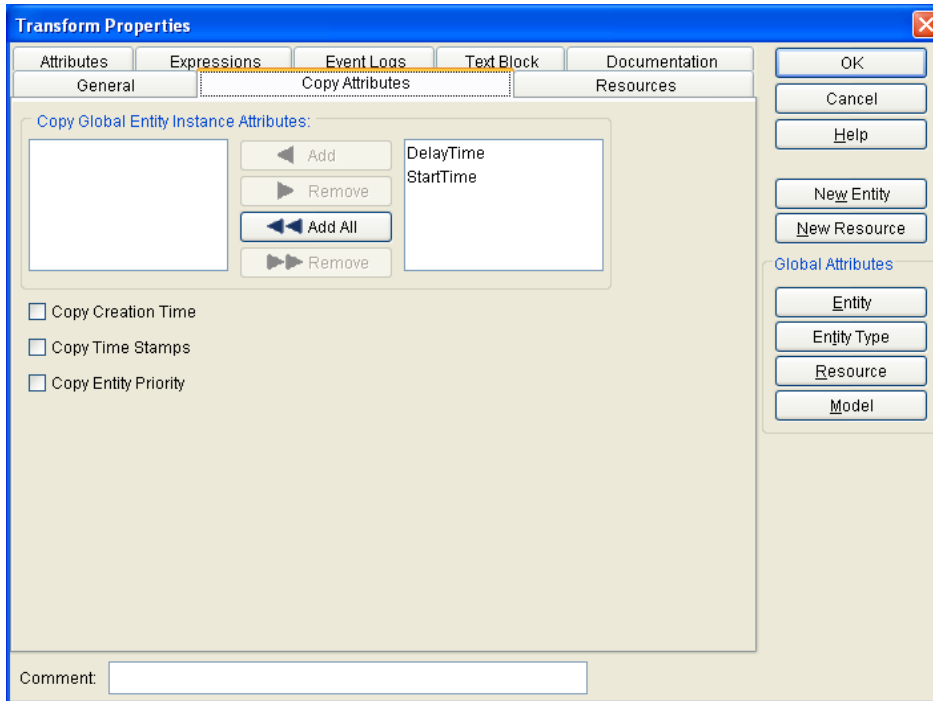 Transform Properties
Attributes Expressions Event Logs Text Block Documentation
General Copy Attributes Resources
OK
Cancel
Help
New Entity
New Resource
Global Attributes
Entity
Entity Type
Resource
Model
Copy Global Entity Instance Attributes:
Add
Remove
Add All
Remove
DelayTime
StartTime
Copy Creation Time
Copy Time Stamps
Copy Entity Priority
Comment: